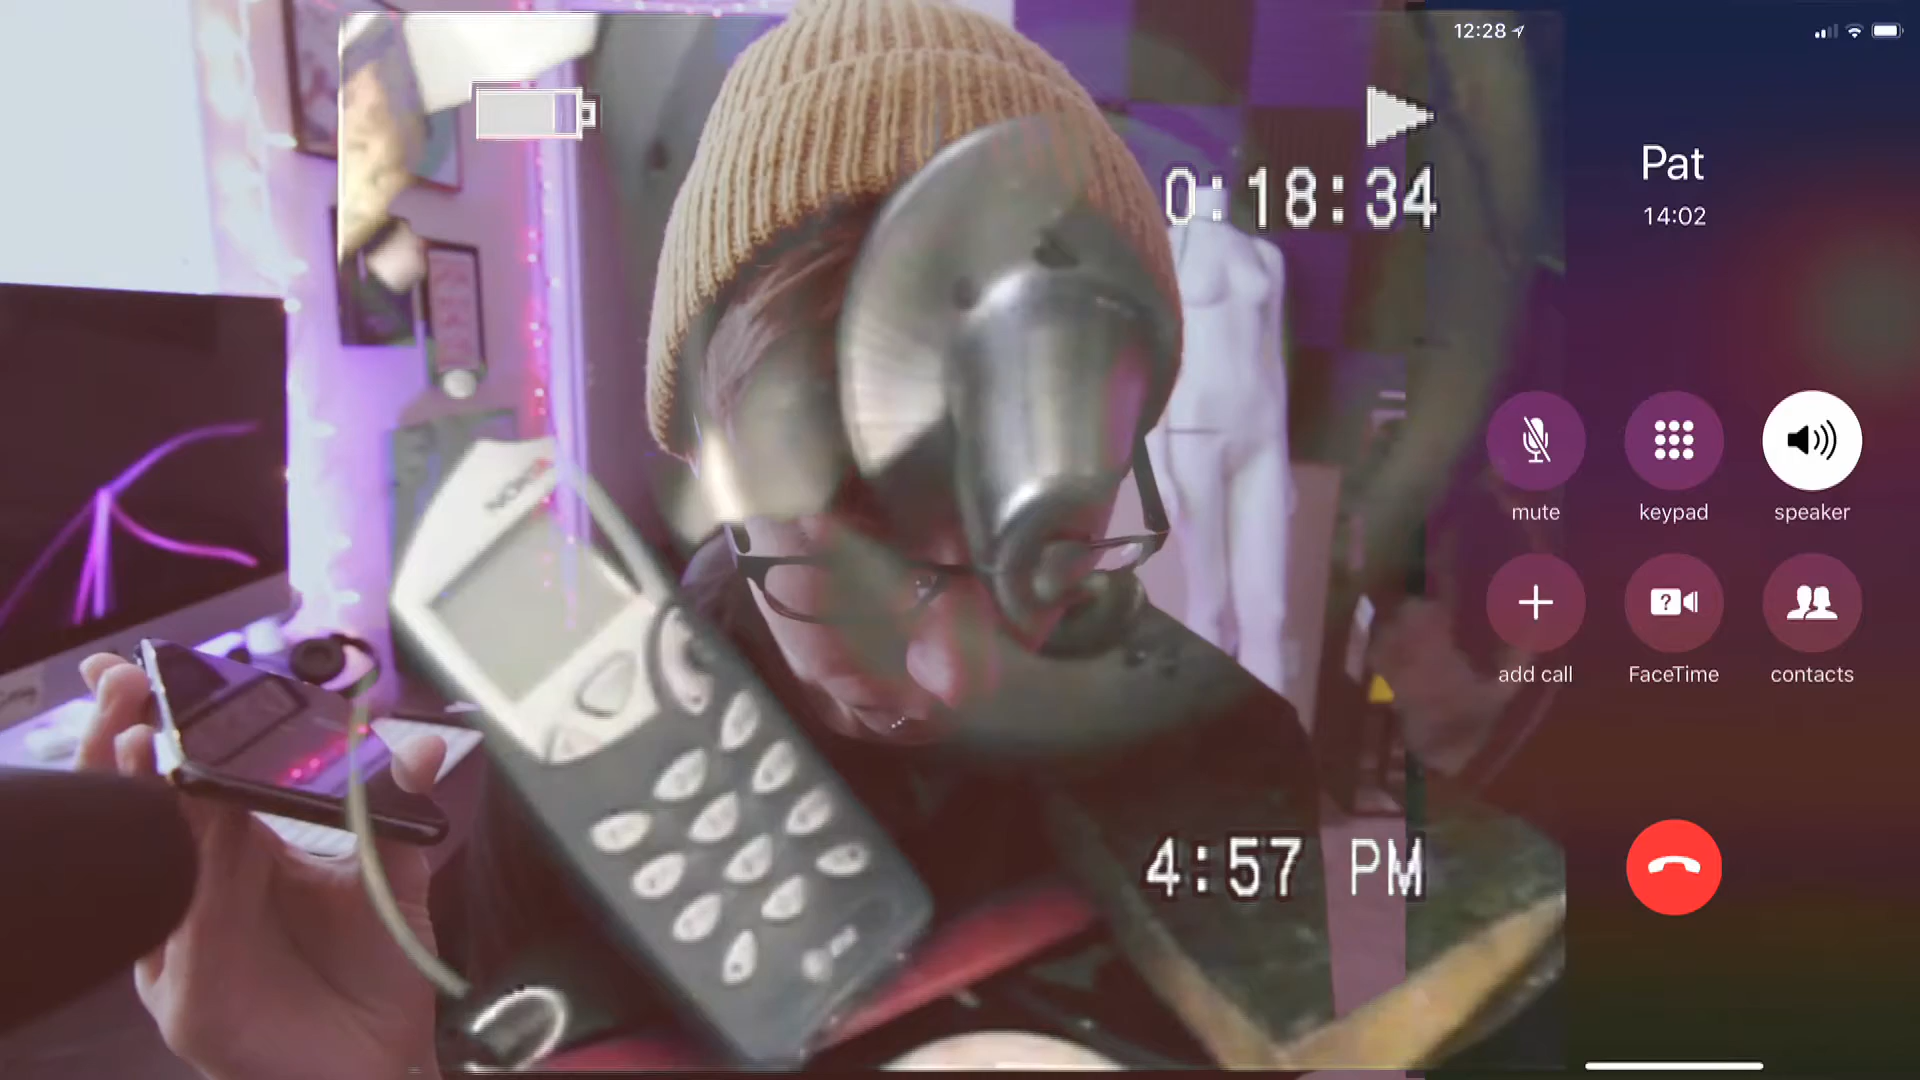 12:28
0:18:34
Pat
14:02
mute
keypad
speaker
?
add call
FaceTime
contacts
4:57 PM